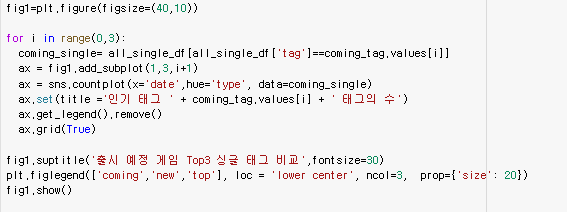 fig1=plt.figure(figsize=(40,10))
for i in range(0,3):
coming_single= all_single_df[all_single_df['tag']==coming_tag.values[i]]
ax = fig1.add_subplot(1,3,i+1)
ax = sns.countplot(x='date',hue='type', data=coming_single)
ax.set(title ='인기 태그 ' + coming_tag.values[i] + ' 태그의 수')
ax.get_legend().remove()
ax.grid(True)
fig1.suptitle('출시 예정 게임 Top3 싱글 태그 비교',fontsize=30)
plt.figlegend(['coming','new','top'], loc = 'lower center', ncol=3,  prop={'size': 20})
fig1.show()